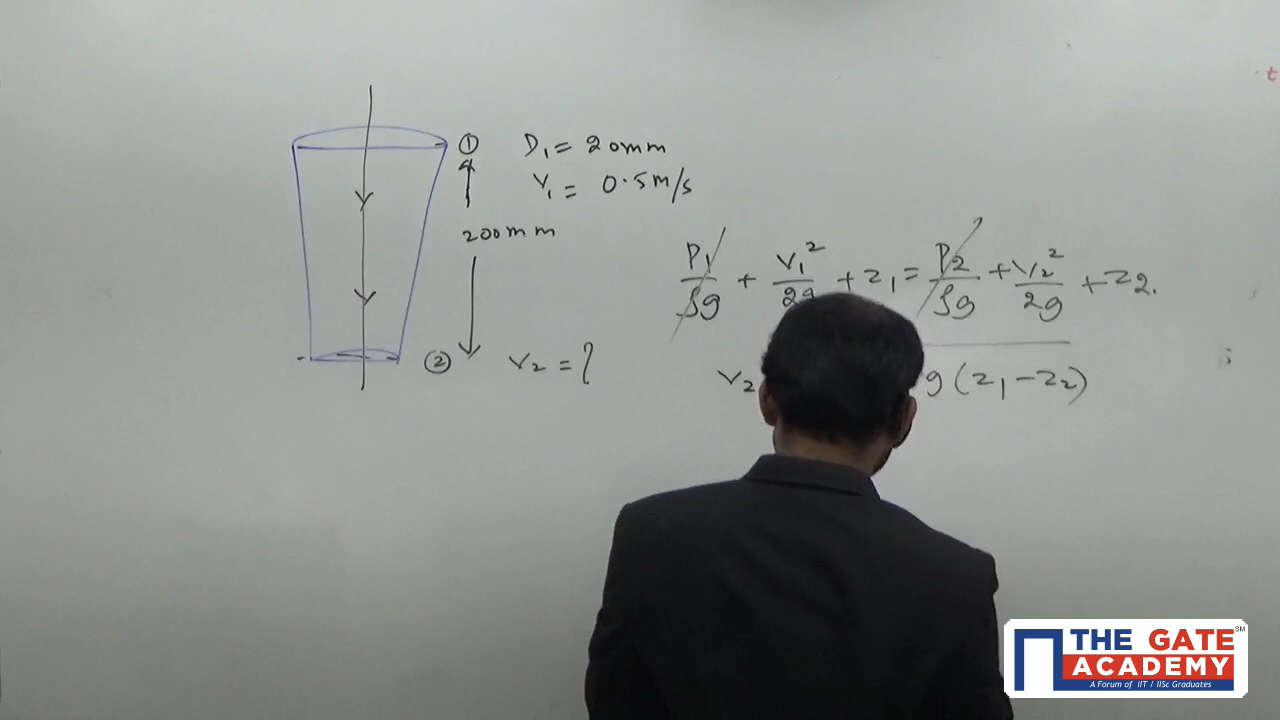 ① D₁ = 20mm
V₁ = 0.5m/s
200mm
P₁/ρg + V₁²/2g + z₁ = P₂/ρg + V₂²/2g + z₂.
② V₂ = ?
V₂ g(z₁-z₂)
THE GATE SM
ACADEMY
A Forum of IIT / IISc Graduates